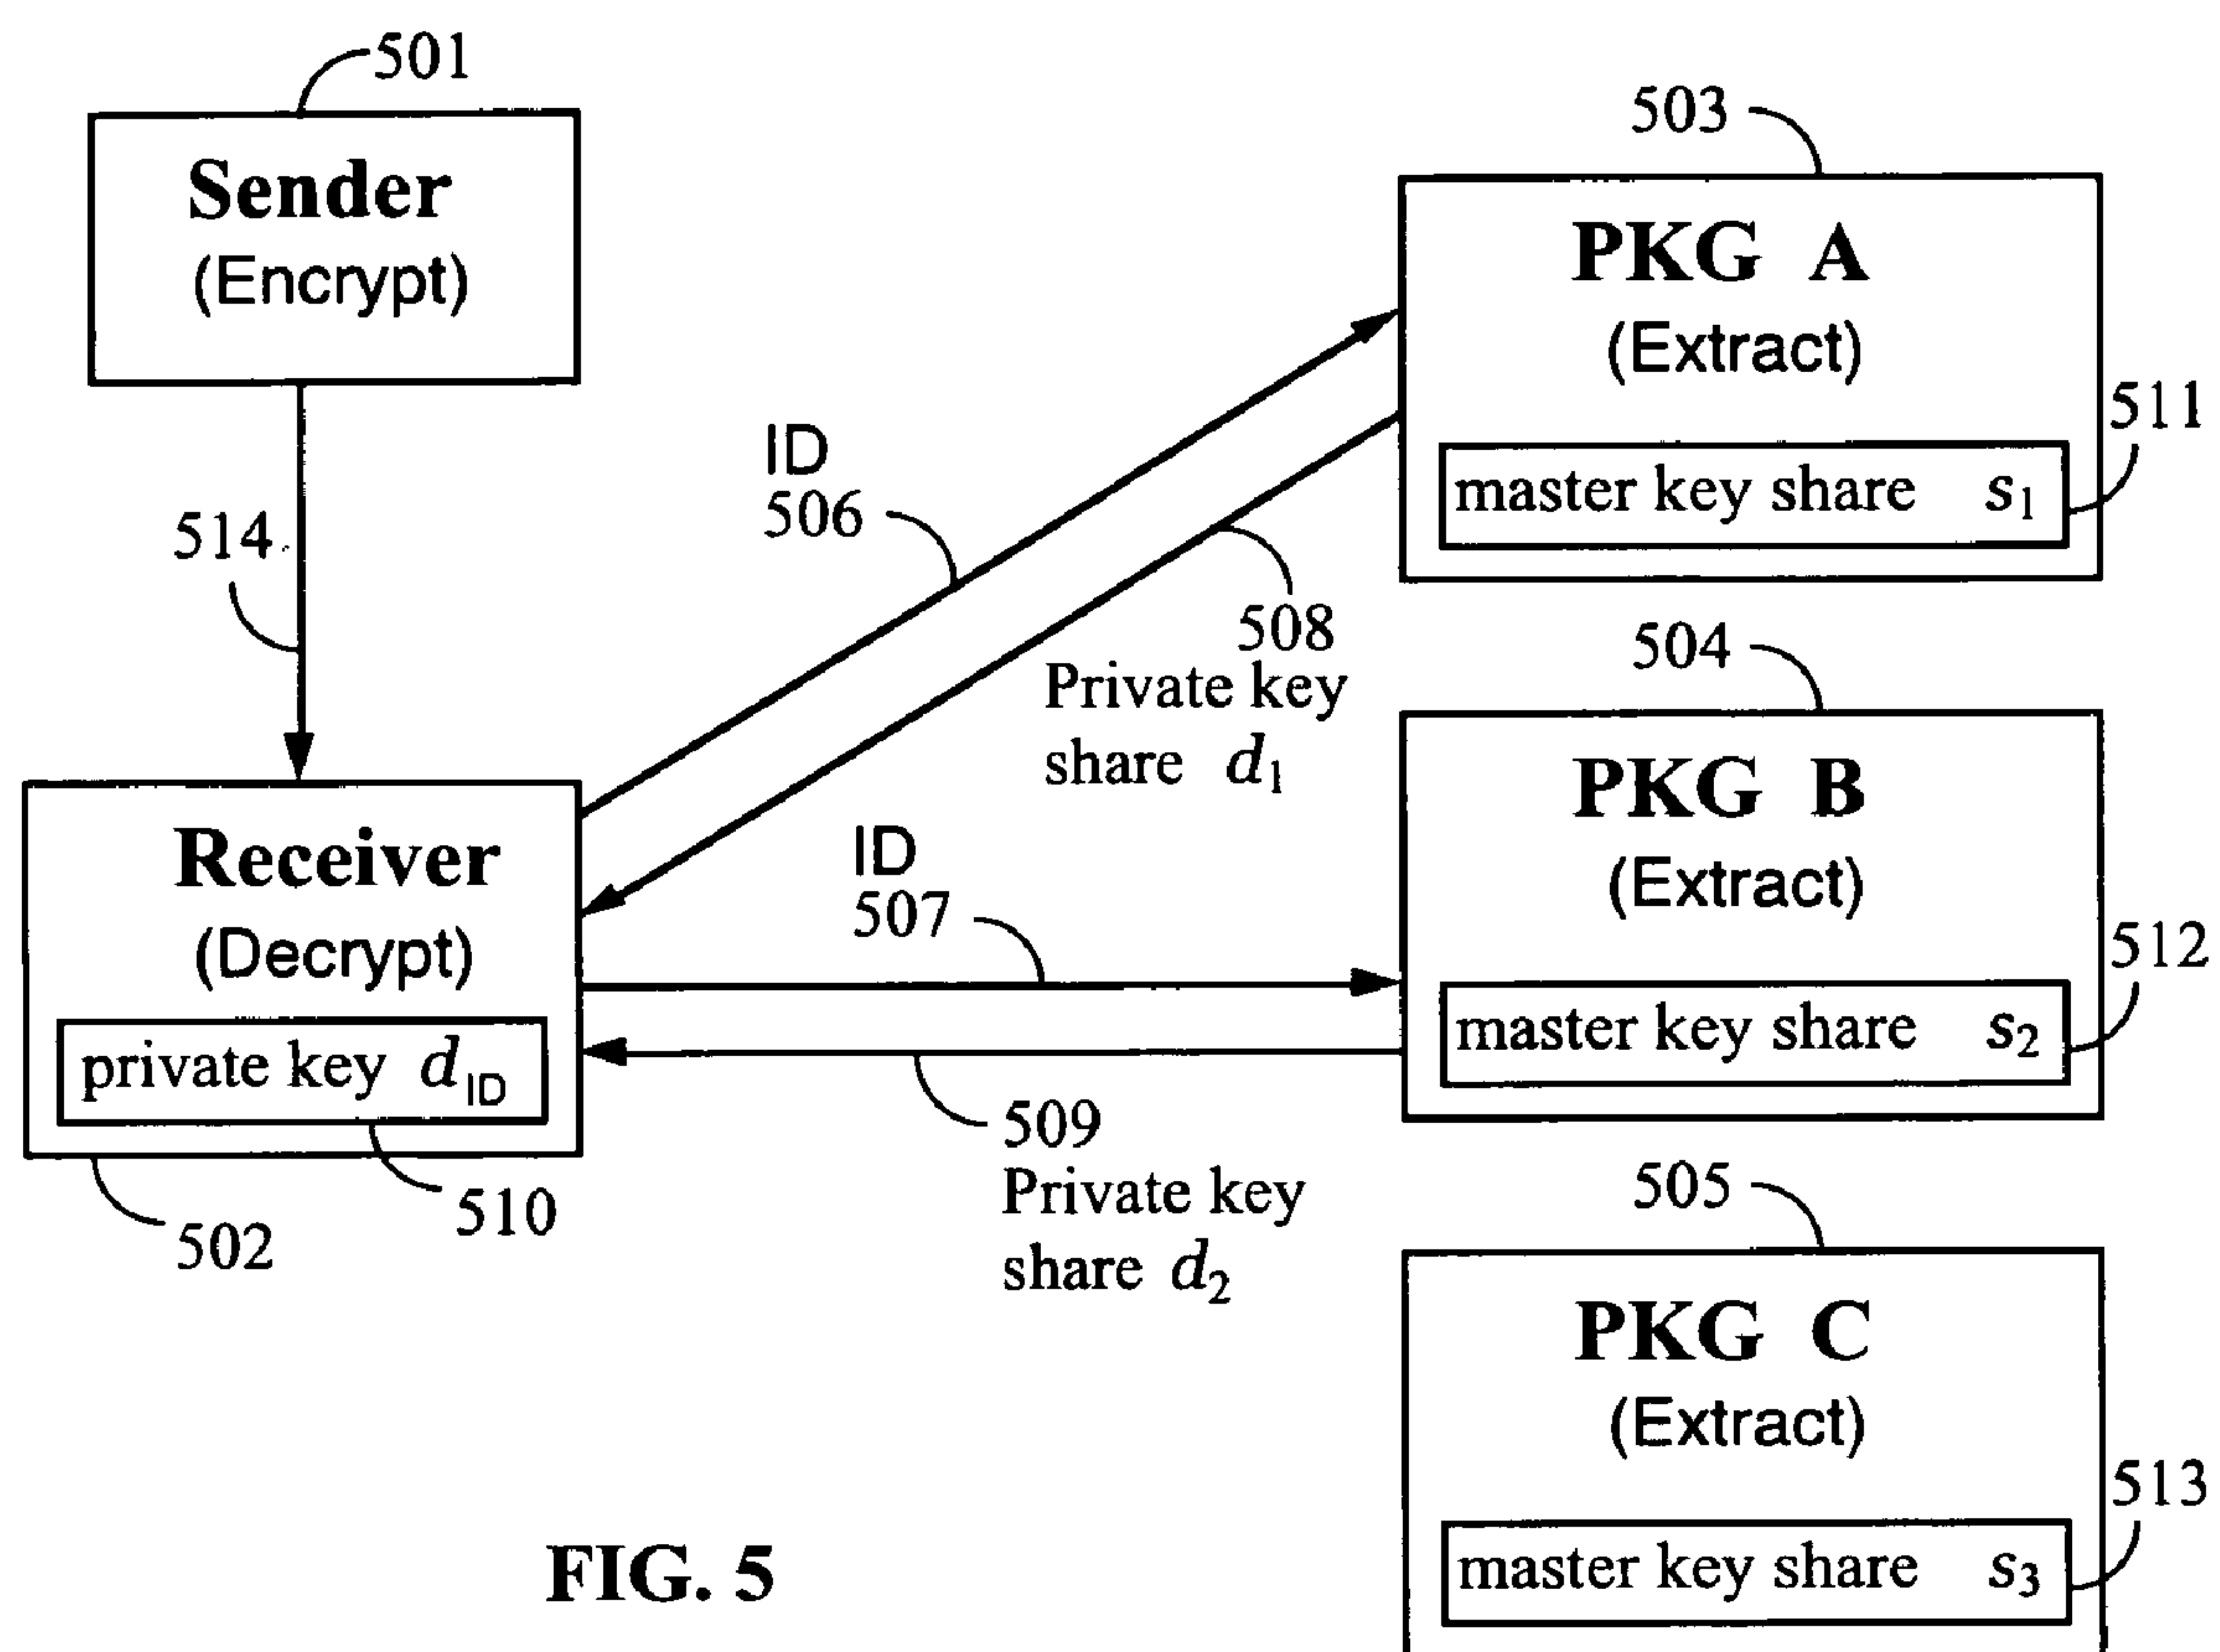 501
Sender
(Encrypt)
514
503
PKG A
(Extract)
511
master key share s₁
ID
506
508
Private key
share d₁
504
PKG B
(Extract)
512
master key share s₂
Receiver
(Decrypt)
private key d_ID
502
510
ID
507
509
Private key
share d₂
505
PKG C
(Extract)
513
master key share s₃
FIG. 5